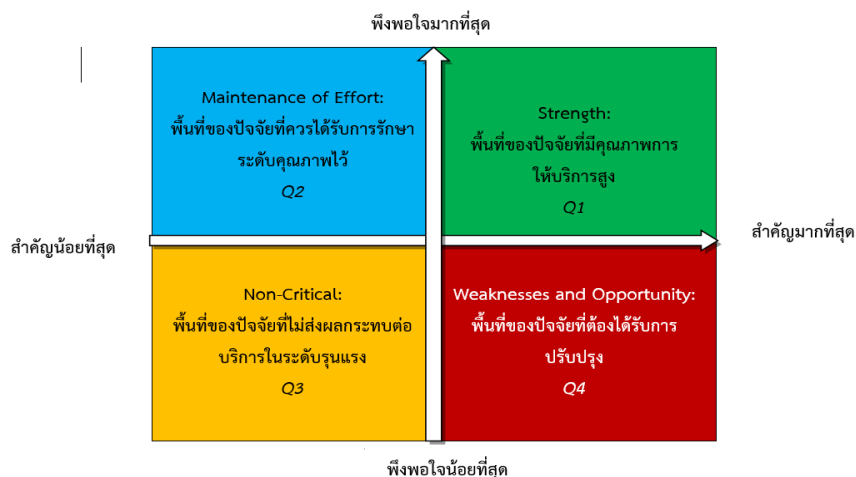 พึงพอใจมากที่สุด
Maintenance of Effort:
พื้นที่ของปัจจัยที่ควรได้รับการรักษา
ระดับคุณภาพไว้
Q2
Strength:
พื้นที่ของปัจจัยที่มีคุณภาพการ
ให้บริการสูง
Q1
สำคัญน้อยที่สุด
สำคัญมากที่สุด
Non-Critical:
พื้นที่ของปัจจัยที่ไม่ส่งผลกระทบต่อ
บริการในระดับรุนแรง
Q3
Weaknesses and Opportunity:
พื้นที่ของปัจจัยที่ต้องได้รับการ
ปรับปรุง
Q4
พึงพอใจน้อยที่สุด